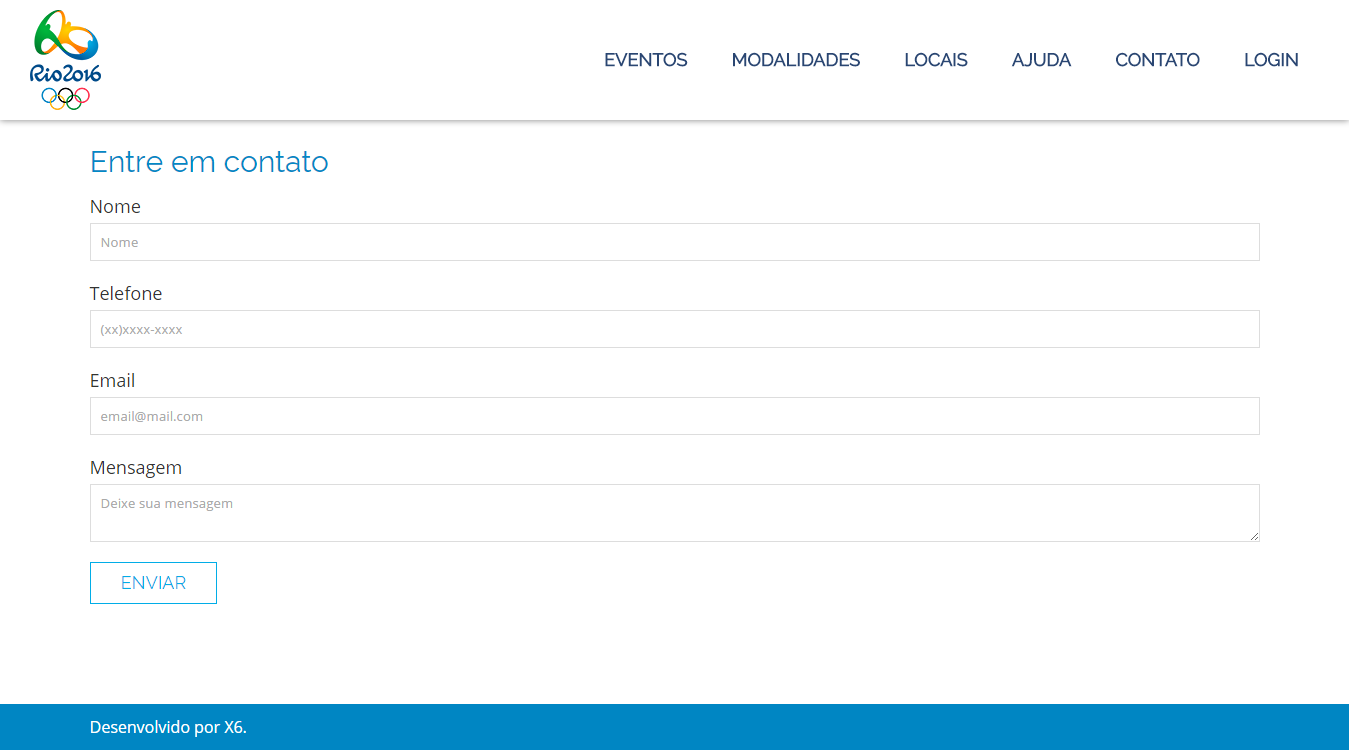 Rio2016
EVENTOS MODALIDADES LOCAIS AJUDA CONTATO LOGIN
Entre em contato
Nome
Nome
Telefone
(xx)xxxx-xxxx
Email
email@mail.com
Mensagem
Deixe sua mensagem
ENVIAR
Desenvolvido por X6.